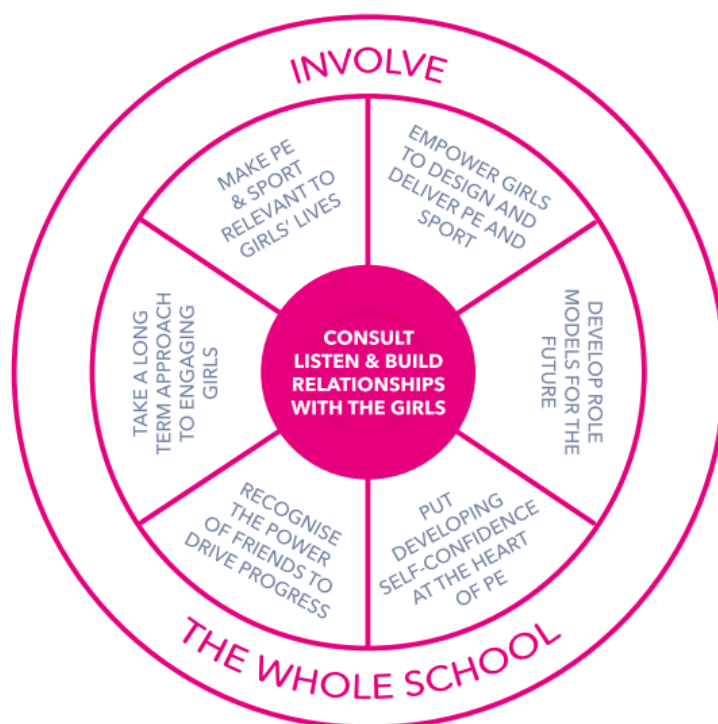 INVOLVE
MAKE PE
& SPORT
RELEVANT TO
GIRLS' LIVES
EMPOWER GIRLS
TO DESIGN AND
DELIVER PE AND
SPORT
TAKE A LONG
TERM APPROACH
TO ENGAGING
GIRLS
CONSULT
LISTEN & BUILD
RELATIONSHIPS
WITH THE GIRLS
DEVELOP ROLE
MODELS FOR THE
FUTURE
RECOGNISE
THE POWER
OF FRIENDS TO
DRIVE PROGRESS
PUT
DEVELOPING
SELF-CONFIDENCE
AT THE HEART
OF PE
THE WHOLE SCHOOL